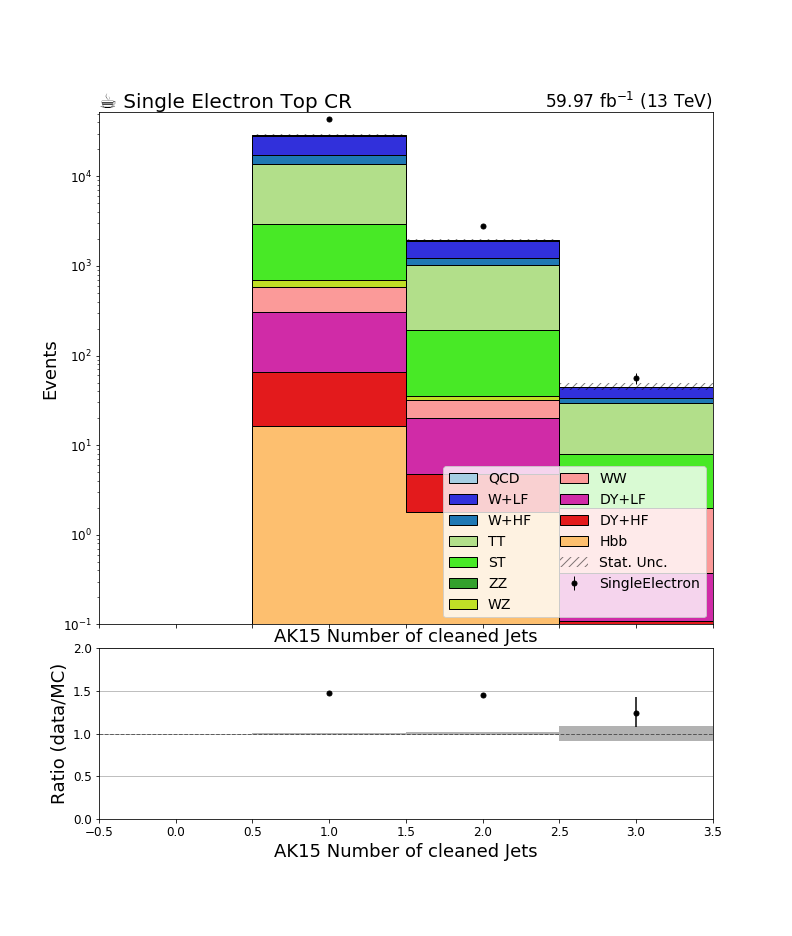 ☕ Single Electron Top CR 59.97 fb⁻¹ (13 TeV)
Events
10⁴
10³
10²
10¹
10⁰
10⁻¹
QCD WW
W+LF DY+LF
W+HF DY+HF
TT Hbb
ST Stat. Unc.
ZZ SingleElectron
WZ
AK15 Number of cleaned Jets
Ratio (data/MC)
2.0
1.5
1.0
0.5
0.0
−0.5 0.0 0.5 1.0 1.5 2.0 2.5 3.0 3.5
AK15 Number of cleaned Jets